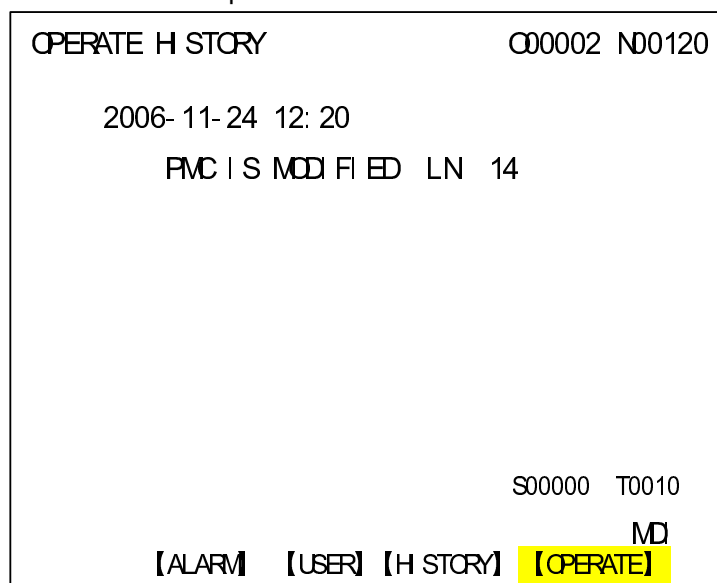 OPERATE HISTORY O00002 N00120
2006-11-24 12:20
PMC IS MODIFIED LN 14
S00000 T0010
MDI
【ALARM】 【USER】 【HISTORY】 【OPERATE】